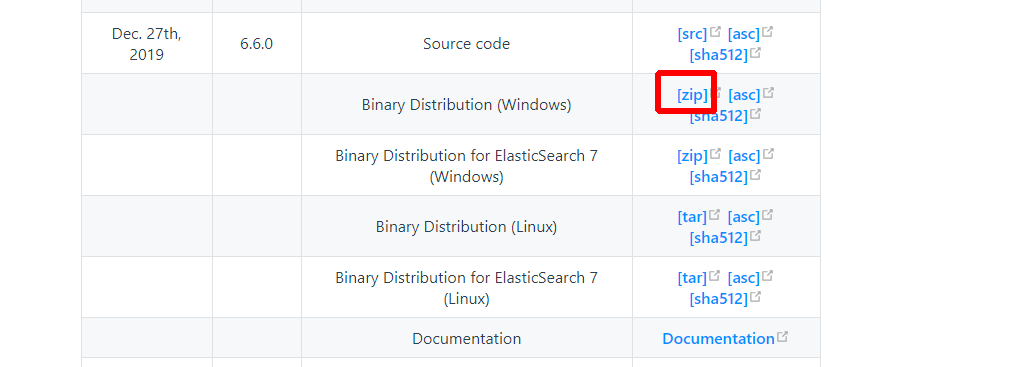 Dec. 27th, 2019 6.6.0 Source code [src] [asc] [sha512]
Binary Distribution (Windows) [zip] [asc] [sha512]
Binary Distribution for ElasticSearch 7 (Windows) [zip] [asc] [sha512]
Binary Distribution (Linux) [tar] [asc] [sha512]
Binary Distribution for ElasticSearch 7 (Linux) [tar] [asc] [sha512]
Documentation Documentation